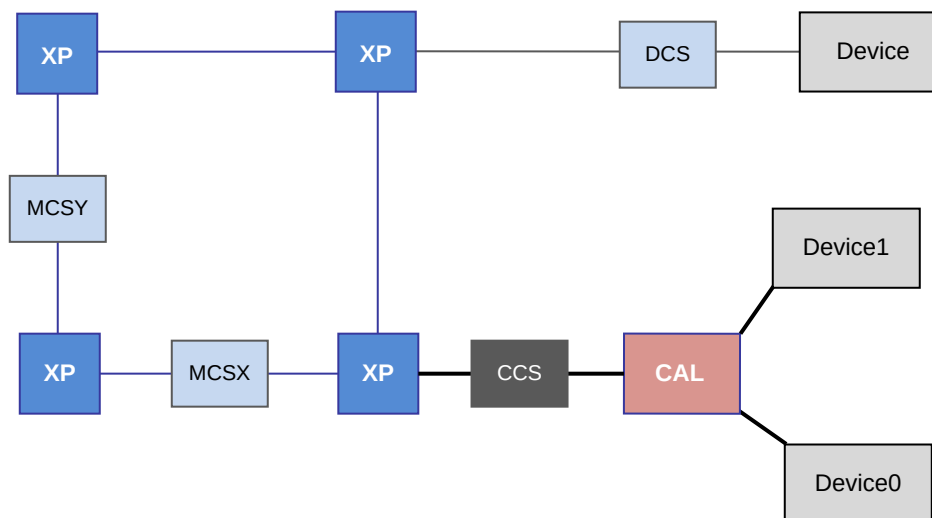 XP
XP
DCS
Device
MCSY
Device1
XP
MCSX
XP
CCS
CAL
Device0